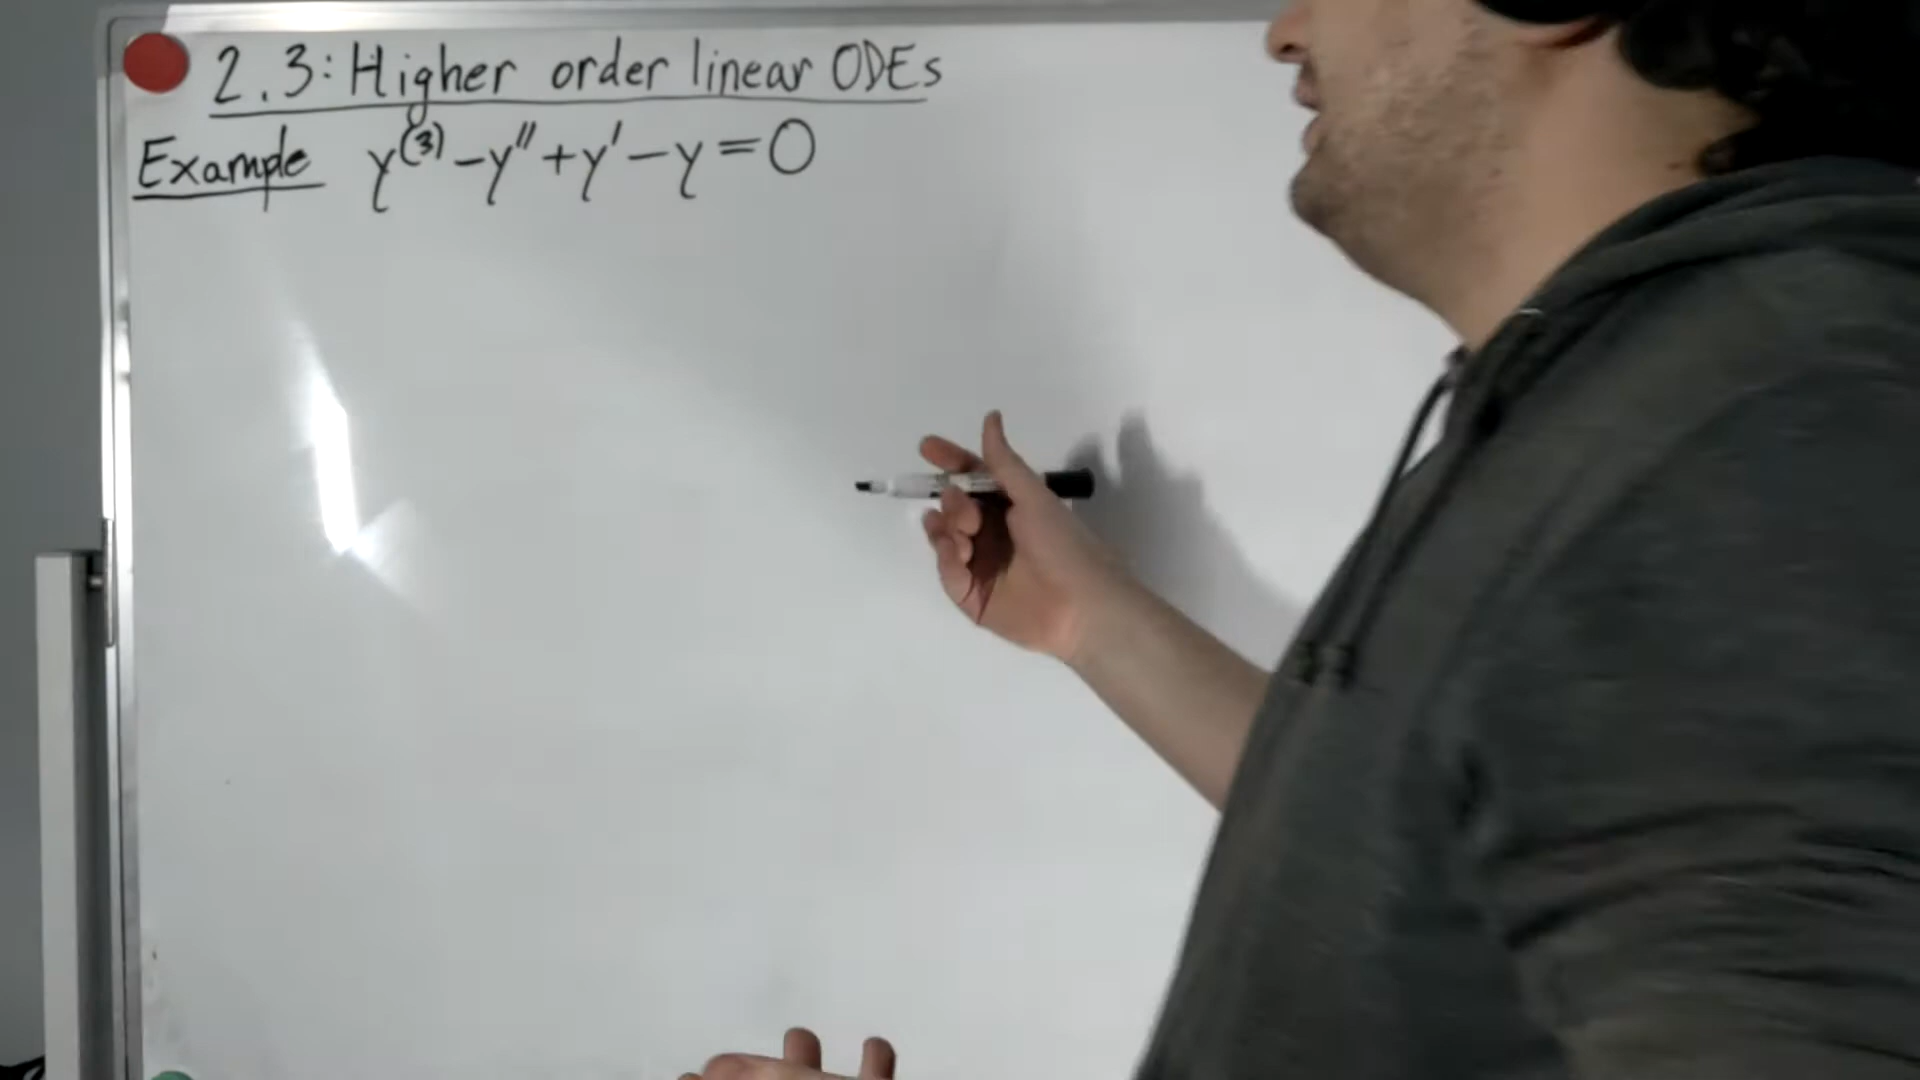 2.3: Higher order linear ODEs
Example y⁽³⁾ − y″ + y′ − y = 0